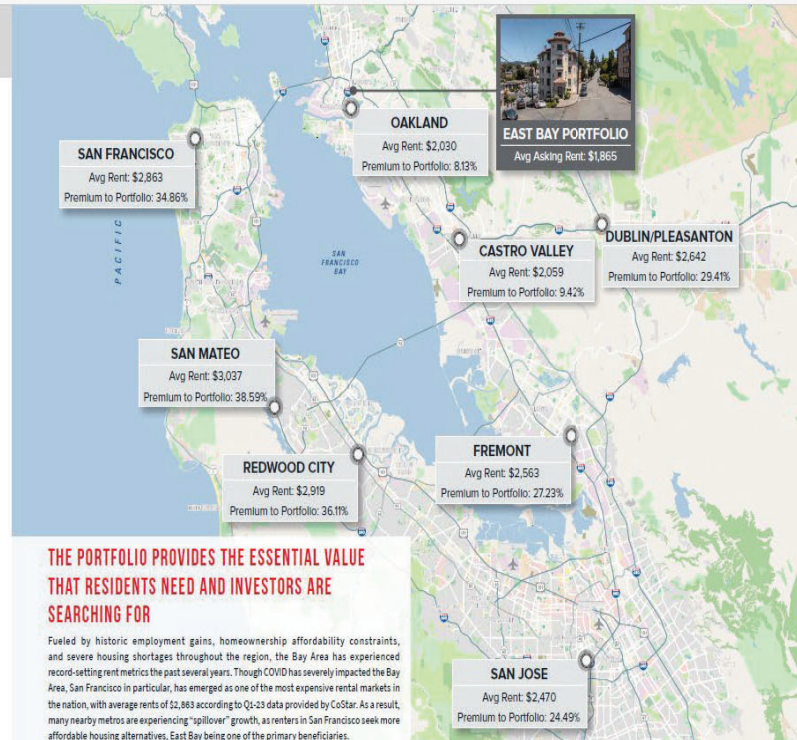 EAST BAY PORTFOLIO
Avg Asking Rent: $1,865
OAKLAND
Avg Rent: $2,030
Premium to Portfolio: 8.13%
SAN FRANCISCO
Avg Rent: $2,863
Premium to Portfolio: 34.86%
PACIFIC
SAN
FRANCISCO
BAY
CASTRO VALLEY
Avg Rent: $2,059
Premium to Portfolio: 9.42%
DUBLIN/PLEASANTON
Avg Rent: $2,642
Premium to Portfolio: 29.41%
SAN MATEO
Avg Rent: $3,037
Premium to Portfolio: 38.59%
REDWOOD CITY
Avg Rent: $2,919
Premium to Portfolio: 36.11%
FREMONT
Avg Rent: $2,563
Premium to Portfolio: 27.23%
THE PORTFOLIO PROVIDES THE ESSENTIAL VALUE
THAT RESIDENTS NEED AND INVESTORS ARE
SEARCHING FOR
Fueled by historic employment gains, homeownership affordability constraints,
and severe housing shortages throughout the region, the Bay Area has experienced
record-setting rent metrics the past several years. Though COVID has severely impacted the Bay
Area, San Francisco in particular, has emerged as one of the most expensive rental markets in
the nation, with average rents of $2,863 according to Q1-23 data provided by CoStar. As a result,
many nearby metros are experiencing "spillover" growth, as renters in San Francisco seek more
affordable housing alternatives, East Bay being one of the primary beneficiaries.
SAN JOSE
Avg Rent: $2,470
Premium to Portfolio: 24.49%